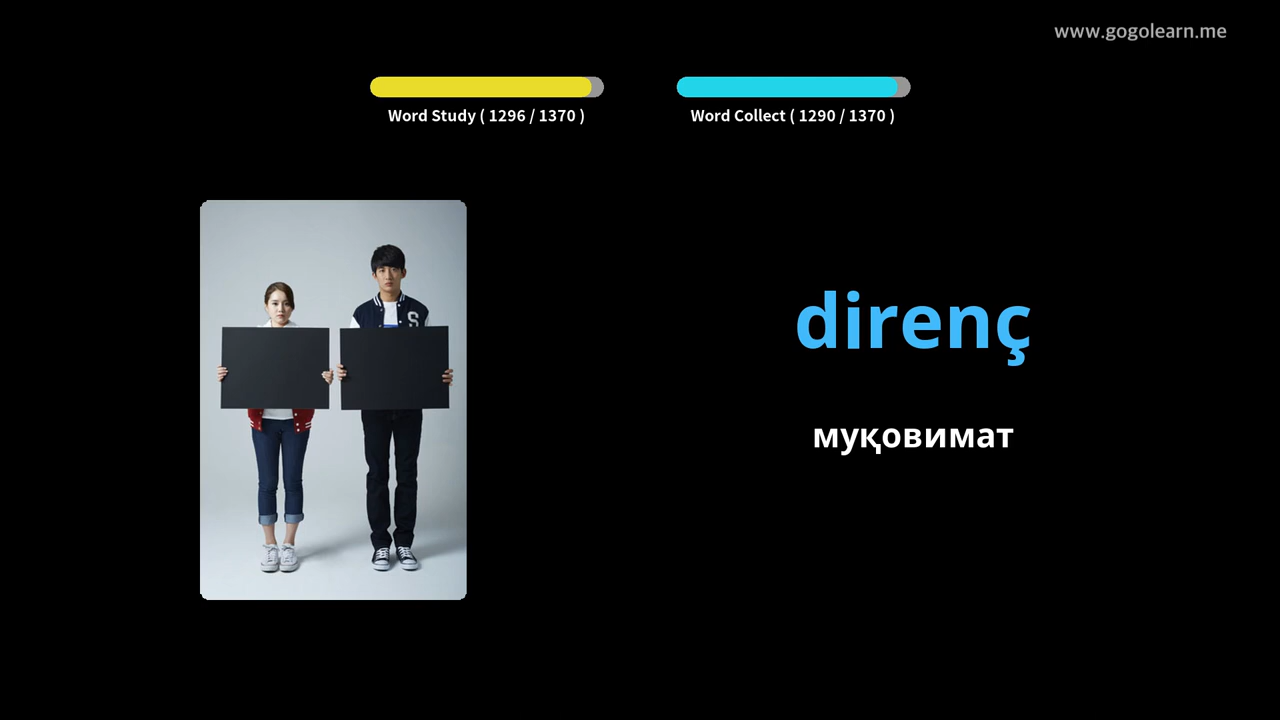 www.gogolearn.me
Word Study ( 1296 / 1370 )
Word Collect ( 1290 / 1370 )
S
direnç
муқовимат